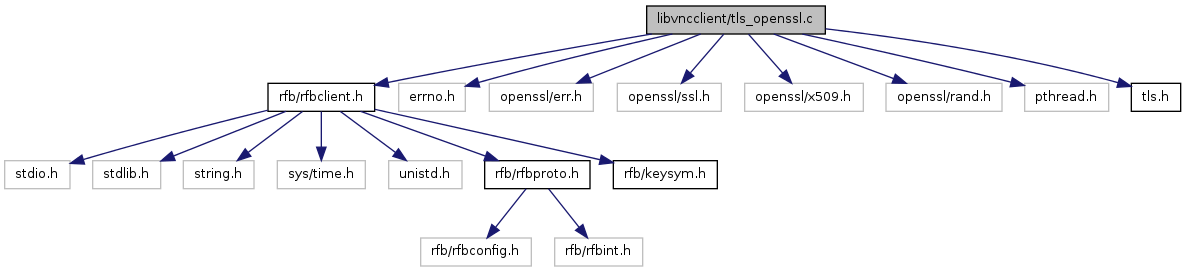 libvncclient/tls_openssl.c
rfb/rfbclient.h
errno.h
openssl/err.h
openssl/ssl.h
openssl/x509.h
openssl/rand.h
pthread.h
tls.h
stdio.h
stdlib.h
string.h
sys/time.h
unistd.h
rfb/rfbproto.h
rfb/keysym.h
rfb/rfbconfig.h
rfb/rfbint.h